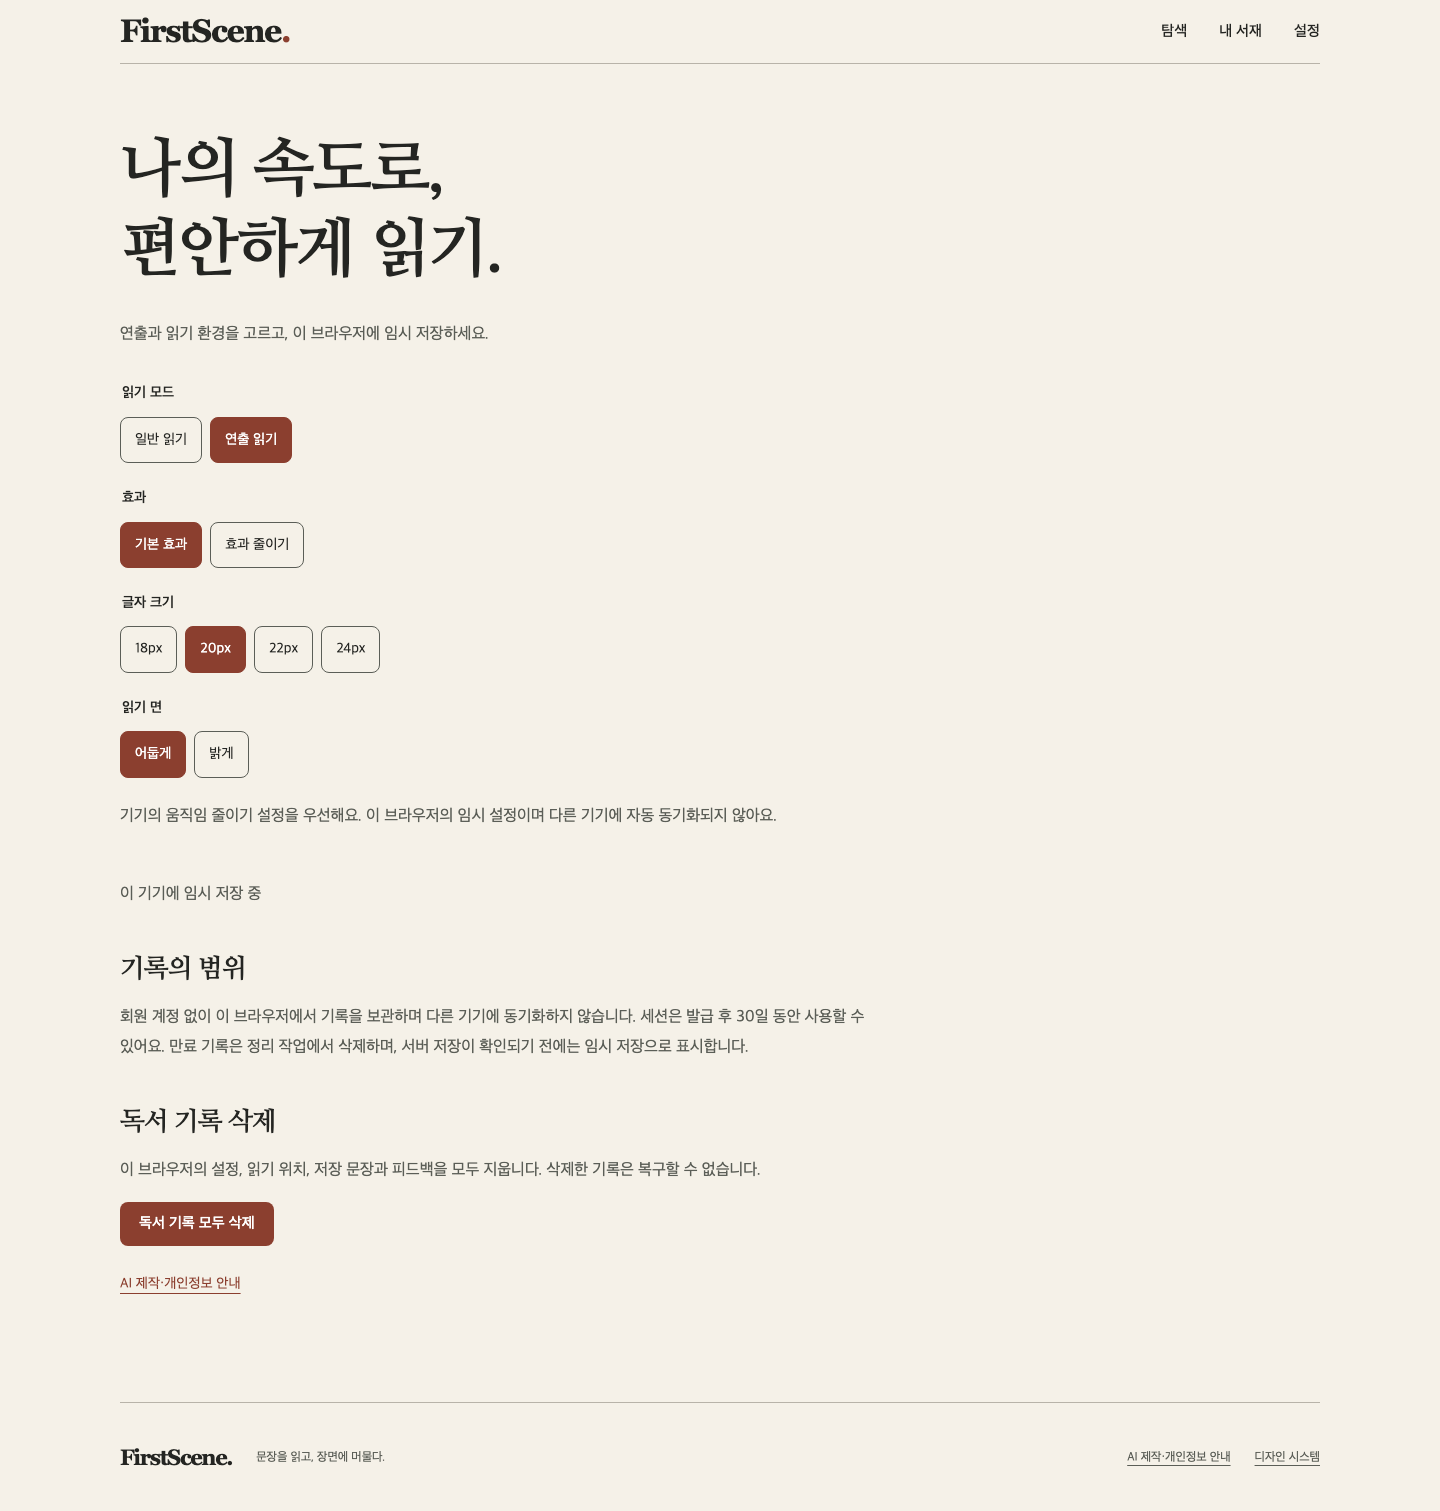 FirstScene.
탐색 내 서재 설정
나의 속도로,
편안하게 읽기.
연출과 읽기 환경을 고르고, 이 브라우저에 임시 저장하세요.
읽기 모드
일반 읽기 연출 읽기
효과
기본 효과 효과 줄이기
글자 크기
18px 20px 22px 24px
읽기 면
어둡게 밝게
기기의 움직임 줄이기 설정을 우선해요. 이 브라우저의 임시 설정이며 다른 기기에 자동 동기화되지 않아요.
이 기기에 임시 저장 중
기록의 범위
회원 계정 없이 이 브라우저에서 기록을 보관하며 다른 기기에 동기화하지 않습니다. 세션은 발급 후 30일 동안 사용할 수
있어요. 만료 기록은 정리 작업에서 삭제하며, 서버 저장이 확인되기 전에는 임시 저장으로 표시합니다.
독서 기록 삭제
이 브라우저의 설정, 읽기 위치, 저장 문장과 피드백을 모두 지웁니다. 삭제한 기록은 복구할 수 없습니다.
독서 기록 모두 삭제
AI 제작·개인정보 안내
FirstScene. 문장을 읽고, 장면에 머물다. AI 제작·개인정보 안내 디자인 시스템